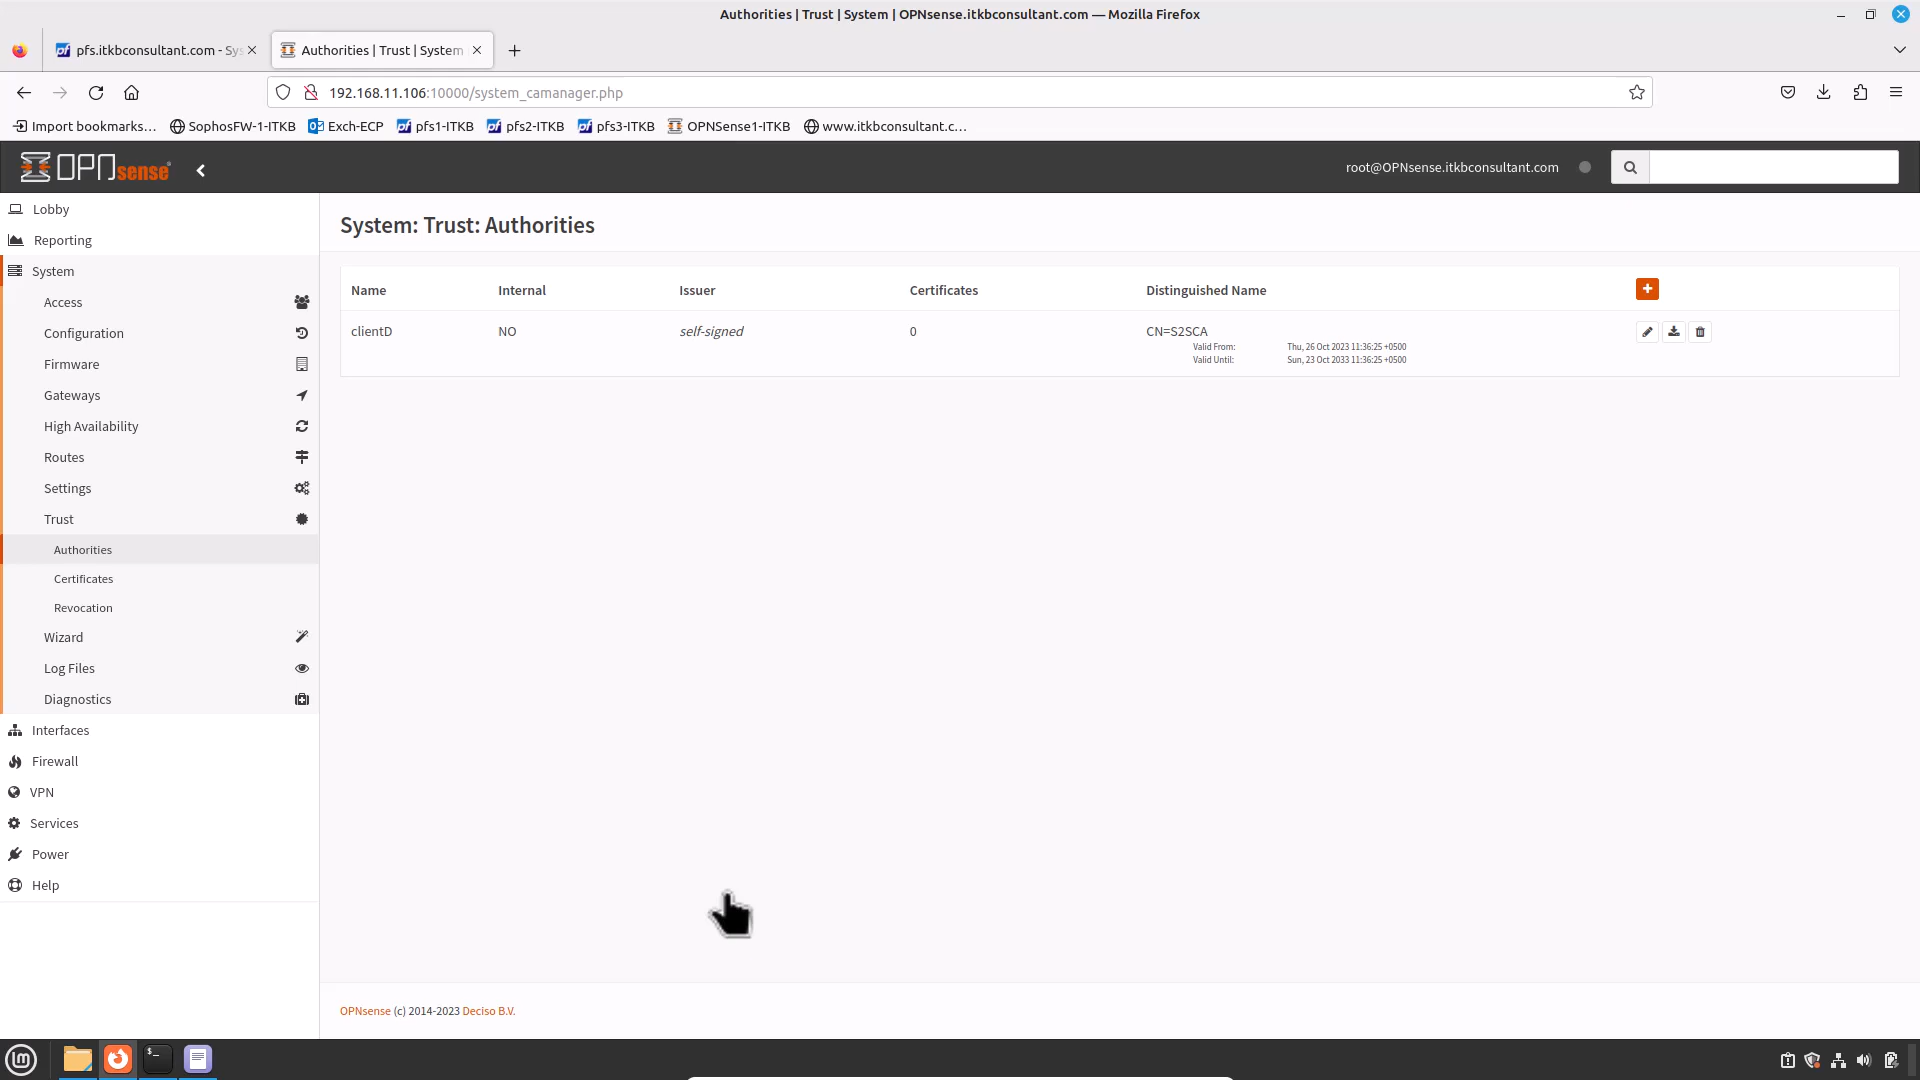 Authorities | Trust | System | OPNsense.itkbconsultant.com — Mozilla Firefox
pfs.itkbconsultant.com - Sys
Authorities | Trust | System
192.168.11.106:10000/system_camanager.php
Import bookmarks...
SophosFW-1-ITKB
Exch-ECP
pfs1-ITKB
pfs2-ITKB
pfs3-ITKB
OPNSense1-ITKB
www.itkbconsultant.c...
OPNsense
root@OPNsense.itkbconsultant.com
Lobby
Reporting
System
Access
Configuration
Firmware
Gateways
High Availability
Routes
Settings
Trust
Authorities
Certificates
Revocation
Wizard
Log Files
Diagnostics
Interfaces
Firewall
VPN
Services
Power
Help
System: Trust: Authorities
Name Internal Issuer Certificates Distinguished Name
clientD NO self-signed 0 CN=S2SCA
Valid From: Thu, 26 Oct 2023 11:36:25 +0500
Valid Until: Sun, 23 Oct 2033 11:36:25 +0500
OPNsense (c) 2014-2023 Deciso B.V.